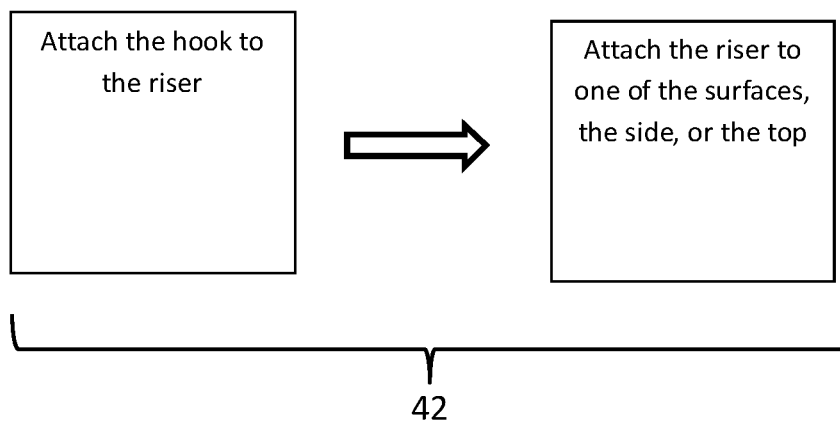 Attach the hook to
the riser
Attach the riser to
one of the surfaces,
the side, or the top
42